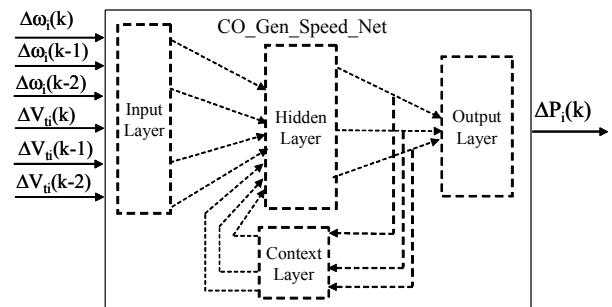 CO_Gen_Speed_Net
Δωi(k)
Δωi(k-1)
Δωi(k-2)
ΔVti(k)
ΔVti(k-1)
ΔVti(k-2)
Input
Layer
Hidden
Layer
Output
Layer
ΔPi(k)
Context
Layer